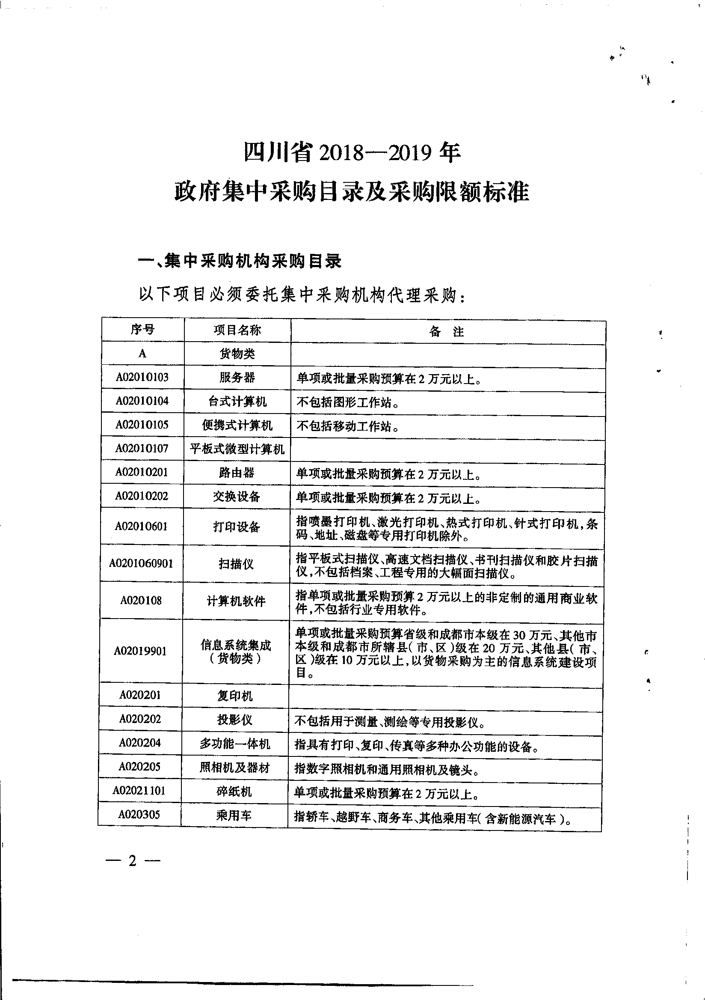 四川省 2018—2019 年
政府集中采购目录及采购限额标准
一、集中采购机构采购目录
以下项目必须委托集中采购机构代理采购：
序号 项目名称 备 注
A 货物类
A02010103 服务器 单项或批量采购预算在 2 万元以上。
A02010104 台式计算机 不包括图形工作站。
A02010105 便携式计算机 不包括移动工作站。
A02010107 平板式微型计算机
A02010201 路由器 单项或批量采购预算在 2 万元以上。
A02010202 交换设备 单项或批量采购预算在 2 万元以上。
A02010601 打印设备 指喷墨打印机、激光打印机、热式打印机、针式打印机，条
码、地址、磁盘等专用打印机除外。
A0201060901 扫描仪 指平板式扫描仪、高速文档扫描仪、书刊扫描仪和胶片扫描
仪，不包括档案、工程专用的大幅面扫描仪。
A020108 计算机软件 指单项或批量采购预算 2 万元以上的非定制的通用商业软
件，不包括行业专用软件。
A02019901 信息系统集成
（货物类）
单项或批量采购预算省级和成都市本级在 30 万元、其他市
本级和成都市所辖县（市、区）级在 20 万元、其他县（市、
区）级在 10 万元以上，以货物采购为主的信息系统建设项
目。
A020201 复印机
A020202 投影仪 不包括用于测量、测绘等专用投影仪。
A020204 多功能一体机 指具有打印、复印、传真等多种办公功能的设备。
A020205 照相机及器材 指数字照相机和通用照相机及镜头。
A02021101 碎纸机 单项或批量采购预算在 2 万元以上。
A020305 乘用车 指轿车、越野车、商务车、其他乘用车（含新能源汽车）。
— 2 —